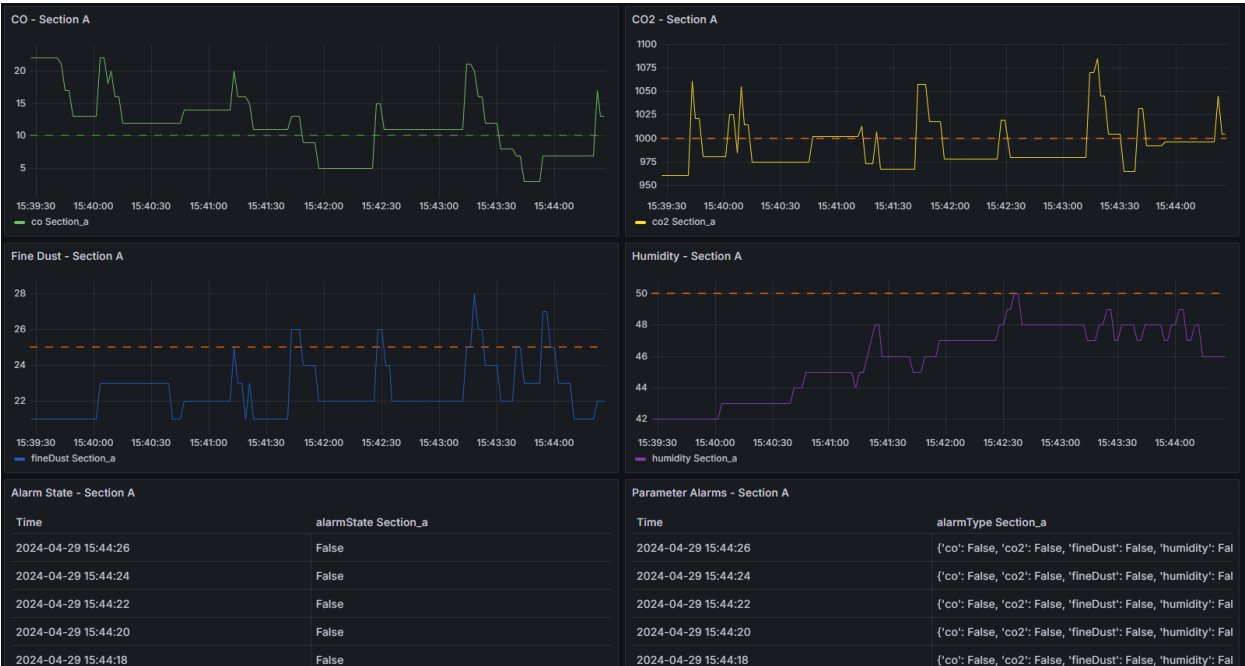 CO - Section A
20
15
10
5
15:39:30 15:40:00 15:40:30 15:41:00 15:41:30 15:42:00 15:42:30 15:43:00 15:43:30 15:44:00
co Section_a
CO2 - Section A
1100
1075
1050
1025
1000
975
950
15:39:30 15:40:00 15:40:30 15:41:00 15:41:30 15:42:00 15:42:30 15:43:00 15:43:30 15:44:00
co2 Section_a
Fine Dust - Section A
28
26
24
22
15:39:30 15:40:00 15:40:30 15:41:00 15:41:30 15:42:00 15:42:30 15:43:00 15:43:30 15:44:00
fineDust Section_a
Humidity - Section A
50
48
46
44
42
15:39:30 15:40:00 15:40:30 15:41:00 15:41:30 15:42:00 15:42:30 15:43:00 15:43:30 15:44:00
humidity Section_a
Alarm State - Section A
Time alarmState Section_a
2024-04-29 15:44:26 False
2024-04-29 15:44:24 False
2024-04-29 15:44:22 False
2024-04-29 15:44:20 False
2024-04-29 15:44:18 False
Parameter Alarms - Section A
Time alarmType Section_a
2024-04-29 15:44:26 {'co': False, 'co2': False, 'fineDust': False, 'humidity': Fal
2024-04-29 15:44:24 {'co': False, 'co2': False, 'fineDust': False, 'humidity': Fal
2024-04-29 15:44:22 {'co': False, 'co2': False, 'fineDust': False, 'humidity': Fal
2024-04-29 15:44:20 {'co': False, 'co2': False, 'fineDust': False, 'humidity': Fal
2024-04-29 15:44:18 {'co': False, 'co2': False, 'fineDust': False, 'humidity': Fal